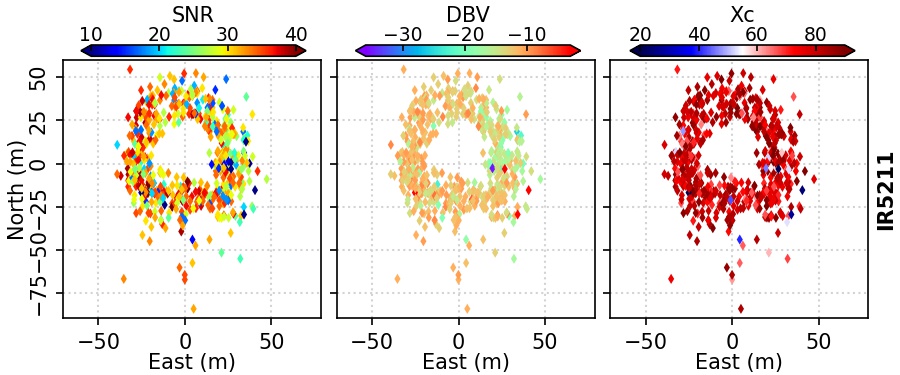 SNR
10 20 30 40
DBV
−30 −20 −10
Xc
20 40 60 80
North (m)
50
25
0
−25
−50
−75
−50 0 50
−50 0 50
−50 0 50
East (m)
East (m)
East (m)
IR5211